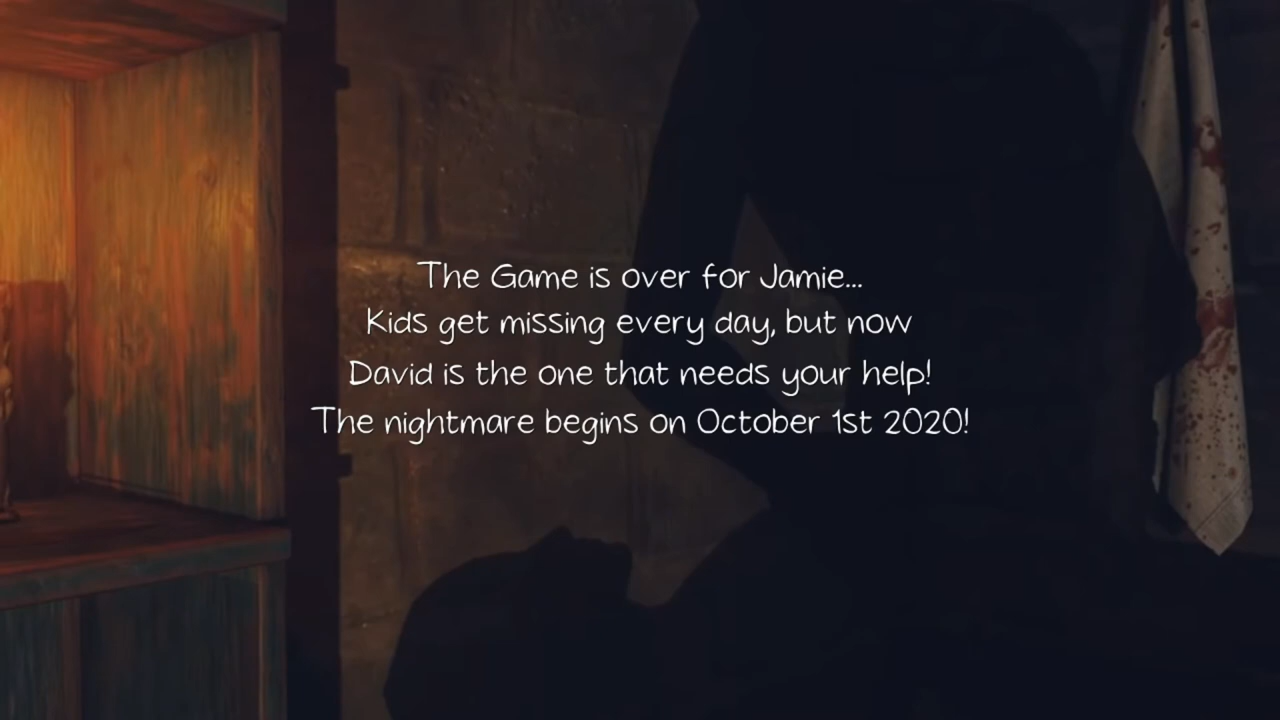 The Game is over for Jamie...
Kids get missing every day, but now
David is the one that needs your help!
The nightmare begins on October 1st 2020!